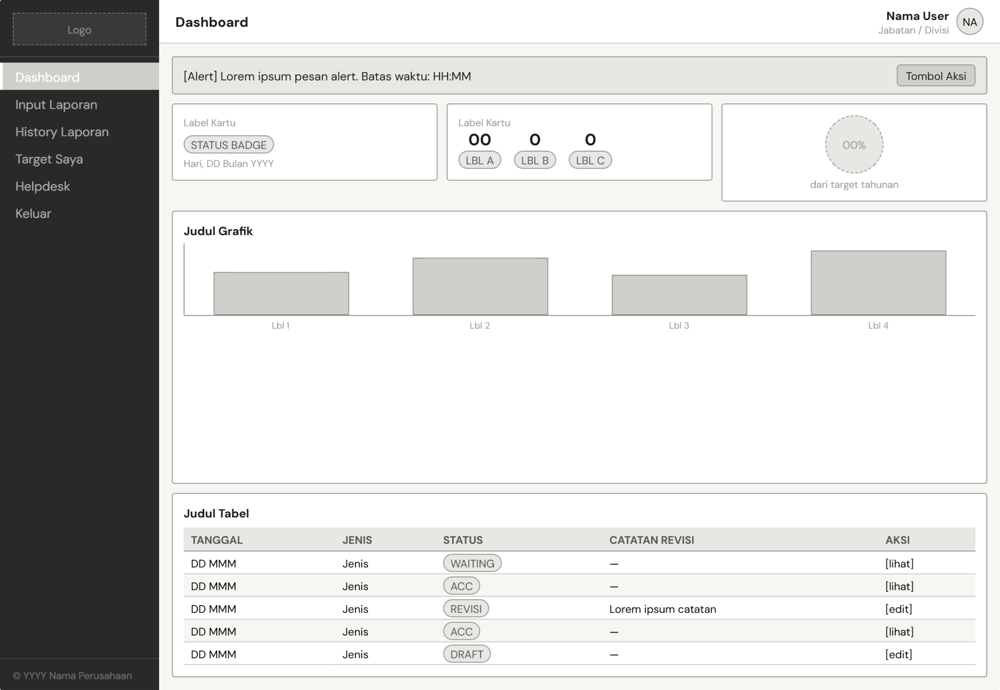 Logo
Dashboard
Input Laporan
History Laporan
Target Saya
Helpdesk
Keluar
© YYYY Nama Perusahaan
Dashboard
Nama User
Jabatan / Divisi
NA
[Alert] Lorem ipsum pesan alert. Batas waktu: HH:MM
Tombol Aksi
Label Kartu
STATUS BADGE
Hari, DD Bulan YYYY
Label Kartu
00 0 0
LBL A LBL B LBL C
00%
dari target tahunan
Judul Grafik
Lbl 1 Lbl 2 Lbl 3 Lbl 4
Judul Tabel
TANGGAL JENIS STATUS CATATAN REVISI AKSI
DD MMM Jenis WAITING — [lihat]
DD MMM Jenis ACC — [lihat]
DD MMM Jenis REVISI Lorem ipsum catatan [edit]
DD MMM Jenis ACC — [lihat]
DD MMM Jenis DRAFT — [edit]